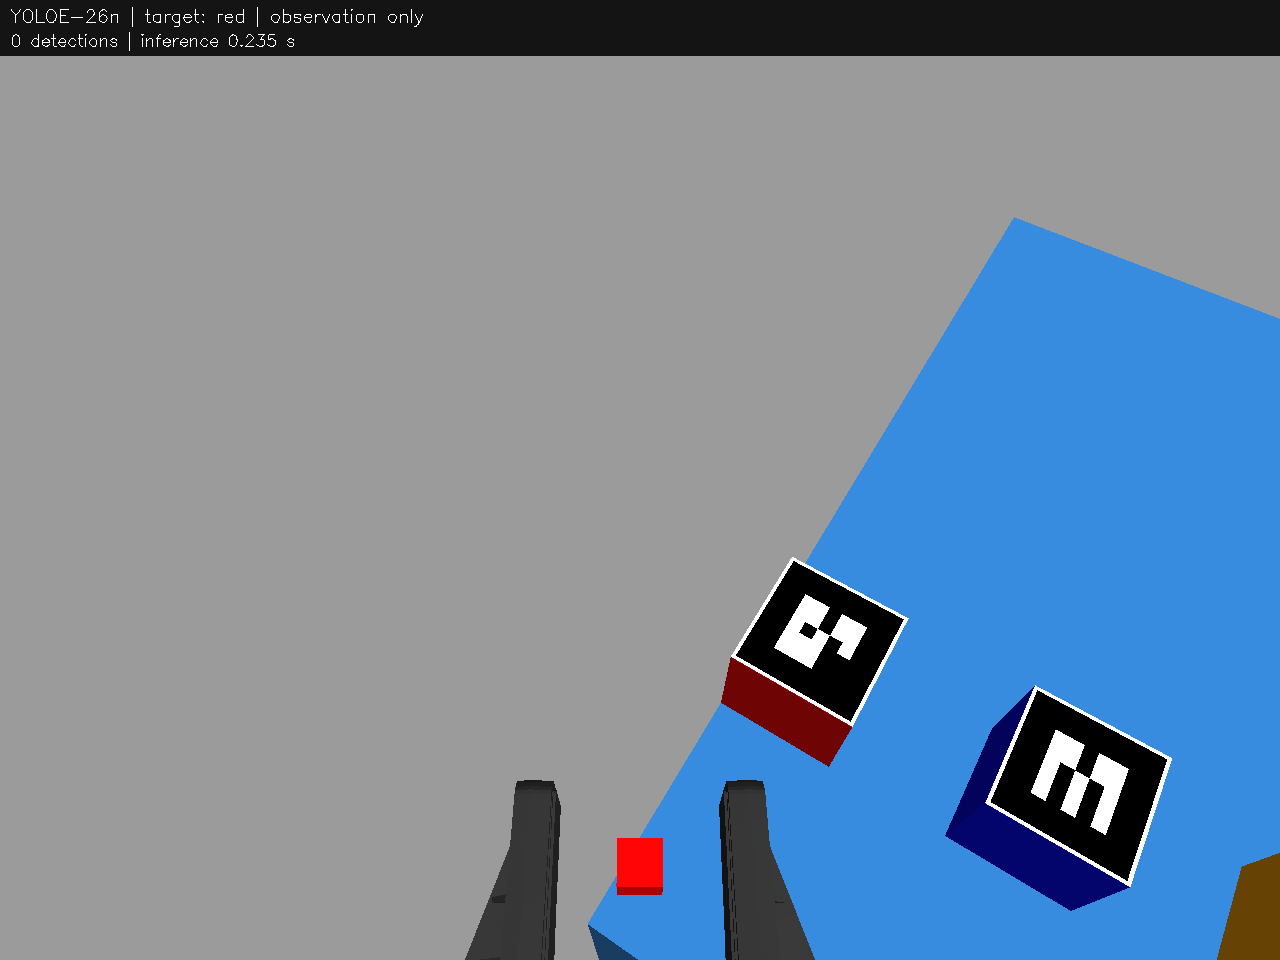 YOLOE-26n | target: red | observation only
0 detections | inference 0.235 s